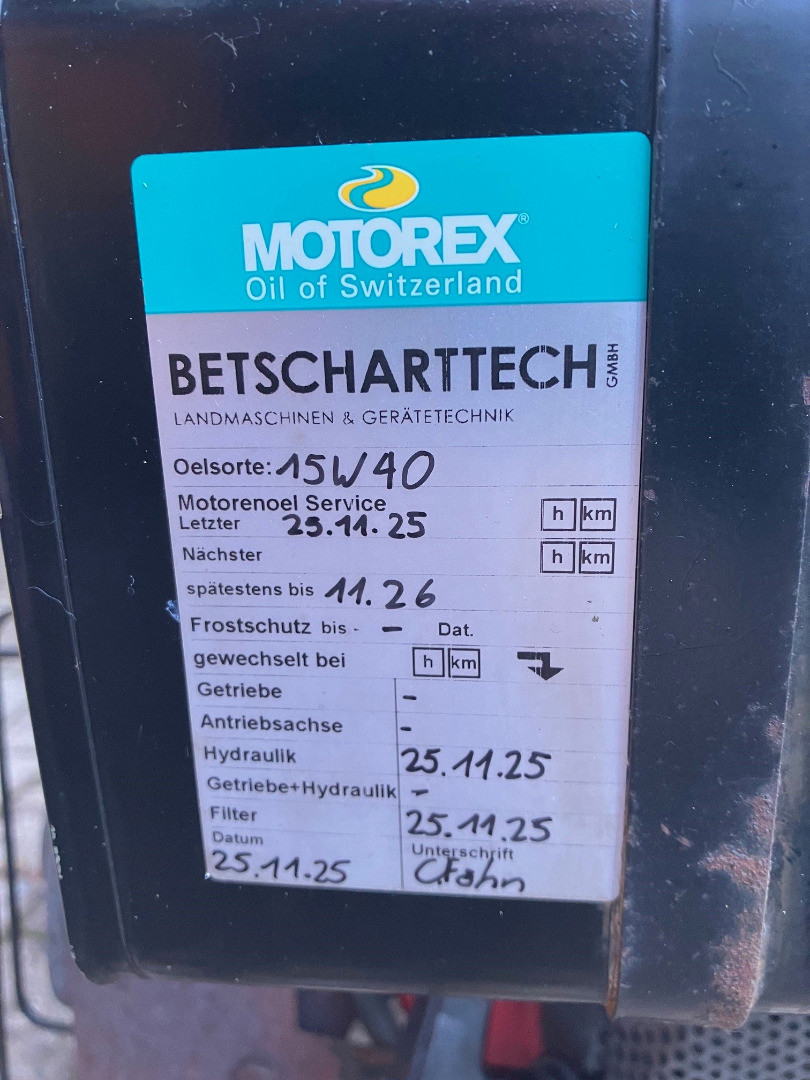 MOTOREX®
Oil of Switzerland
BETSCHARTTECH GMBH
LANDMASCHINEN & GERÄTETECHNIK
Oelsorte: 15W40
Motorenoel Service
Letzter 25.11.25 h km
Nächster h km
spätestens bis 11.26
Frostschutz bis - – Dat.
gewechselt bei h km
Getriebe -
Antriebsachse -
Hydraulik 25.11.25
Getriebe+Hydraulik -
Filter 25.11.25
Datum Unterschrift
25.11.25 C.Fahn